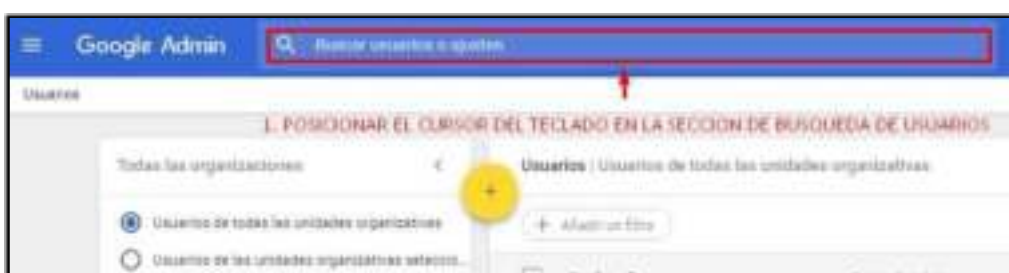 Google Admin
Buscar usuarios o ajustes
Usuarios
1. POSICIONAR EL CURSOR DEL TECLADO EN LA SECCION DE BUSQUEDA DE USUARIOS
Todas las organizaciones <
Usuarios | Usuarios de todas las unidades organizativas
+
Usuarios de todas las unidades organizativas
+ Añadir un filtro
Usuarios de las unidades organizativas selecció...